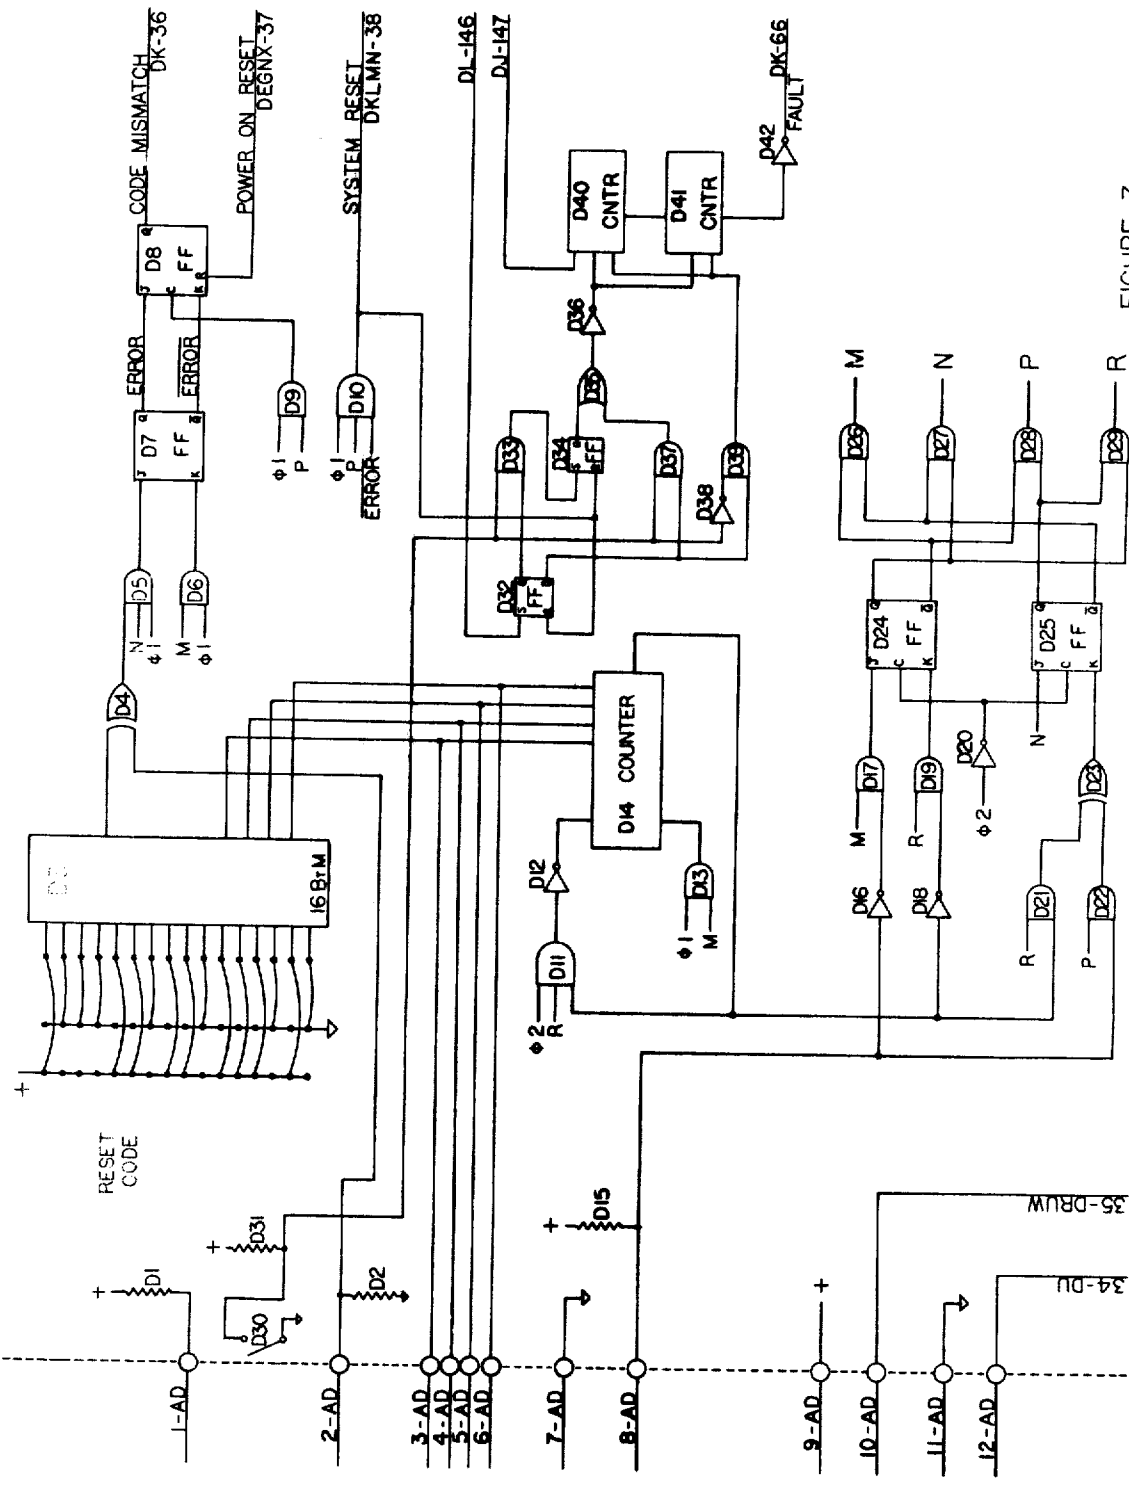 CODE MISMATCH
DK-36
POWER ON RESET
DEGNX-37
SYSTEM RESET
DKLMN-38
DL-146
DJ-147
DK-66
FAULT
D42
D8
FF
J
C
K
Q
R
ERROR
ERROR
D7
FF
J
K
Q
Q
D9
Φ1
P
D10
Φ1
P
ERROR
D5
N
Φ1
D6
M
Φ1
D4
16 BTM
RESET
CODE
+
D40
CNTR
D41
CNTR
D36
D35
D33
D34
FF
D37
D38
D39
D32
FF
S
D14 COUNTER
D12
D13
Φ1
M
D11
Φ2
R
M
N
P
R
D26
D27
D28
D29
D24
FF
J
C
K
Q
Q
D25
FF
J
C
K
Q
Q
N
D17
M
D19
R
D20
Φ2
D23
D16
D18
D21
R
D22
P
+
D1
+
D31
D30
D2
+
D15
+
35-DRUW
34-DU
1-AD
2-AD
3-AD
4-AD
5-AD
6-AD
7-AD
8-AD
9-AD
10-AD
11-AD
12-AD